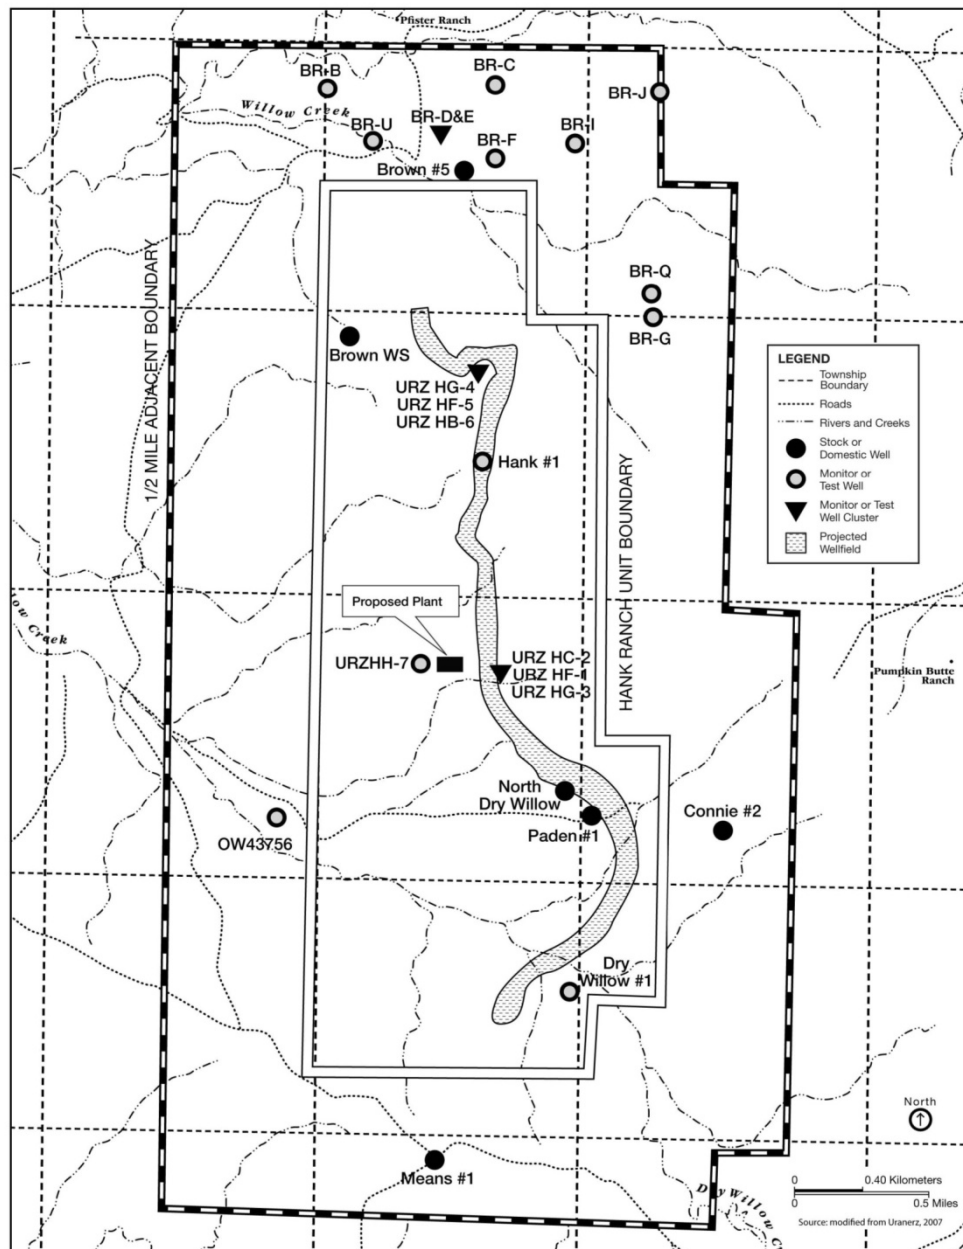 Pfister Ranch
BR-B
BR-C
BR-J
Willow Creek
BR-D&E
BR-U
BR-I
BR-F
Brown #5
1/2 MILE ADJACENT BOUNDARY
BR-Q
BR-G
Brown WS
URZ HG-4
URZ HF-5
URZ HB-6
Hank #1
HANK RANCH UNIT BOUNDARY
LEGEND
Township
Boundary
Roads
Rivers and Creeks
Stock or
Domestic Well
Monitor or
Test Well
Monitor or Test
Well Cluster
Projected
Wellfield
Proposed Plant
low Creek
URZHH-7
URZ HC-2
URZ HF-1
URZ HG-3
Pumpkin Butte
Ranch
North
Dry Willow
Paden #1
Connie #2
OW43756
Dry
Willow #1
North
Means #1
Dry Willow C
0 0.40 Kilometers
0 0.5 Miles
Source: modified from Uranerz, 2007